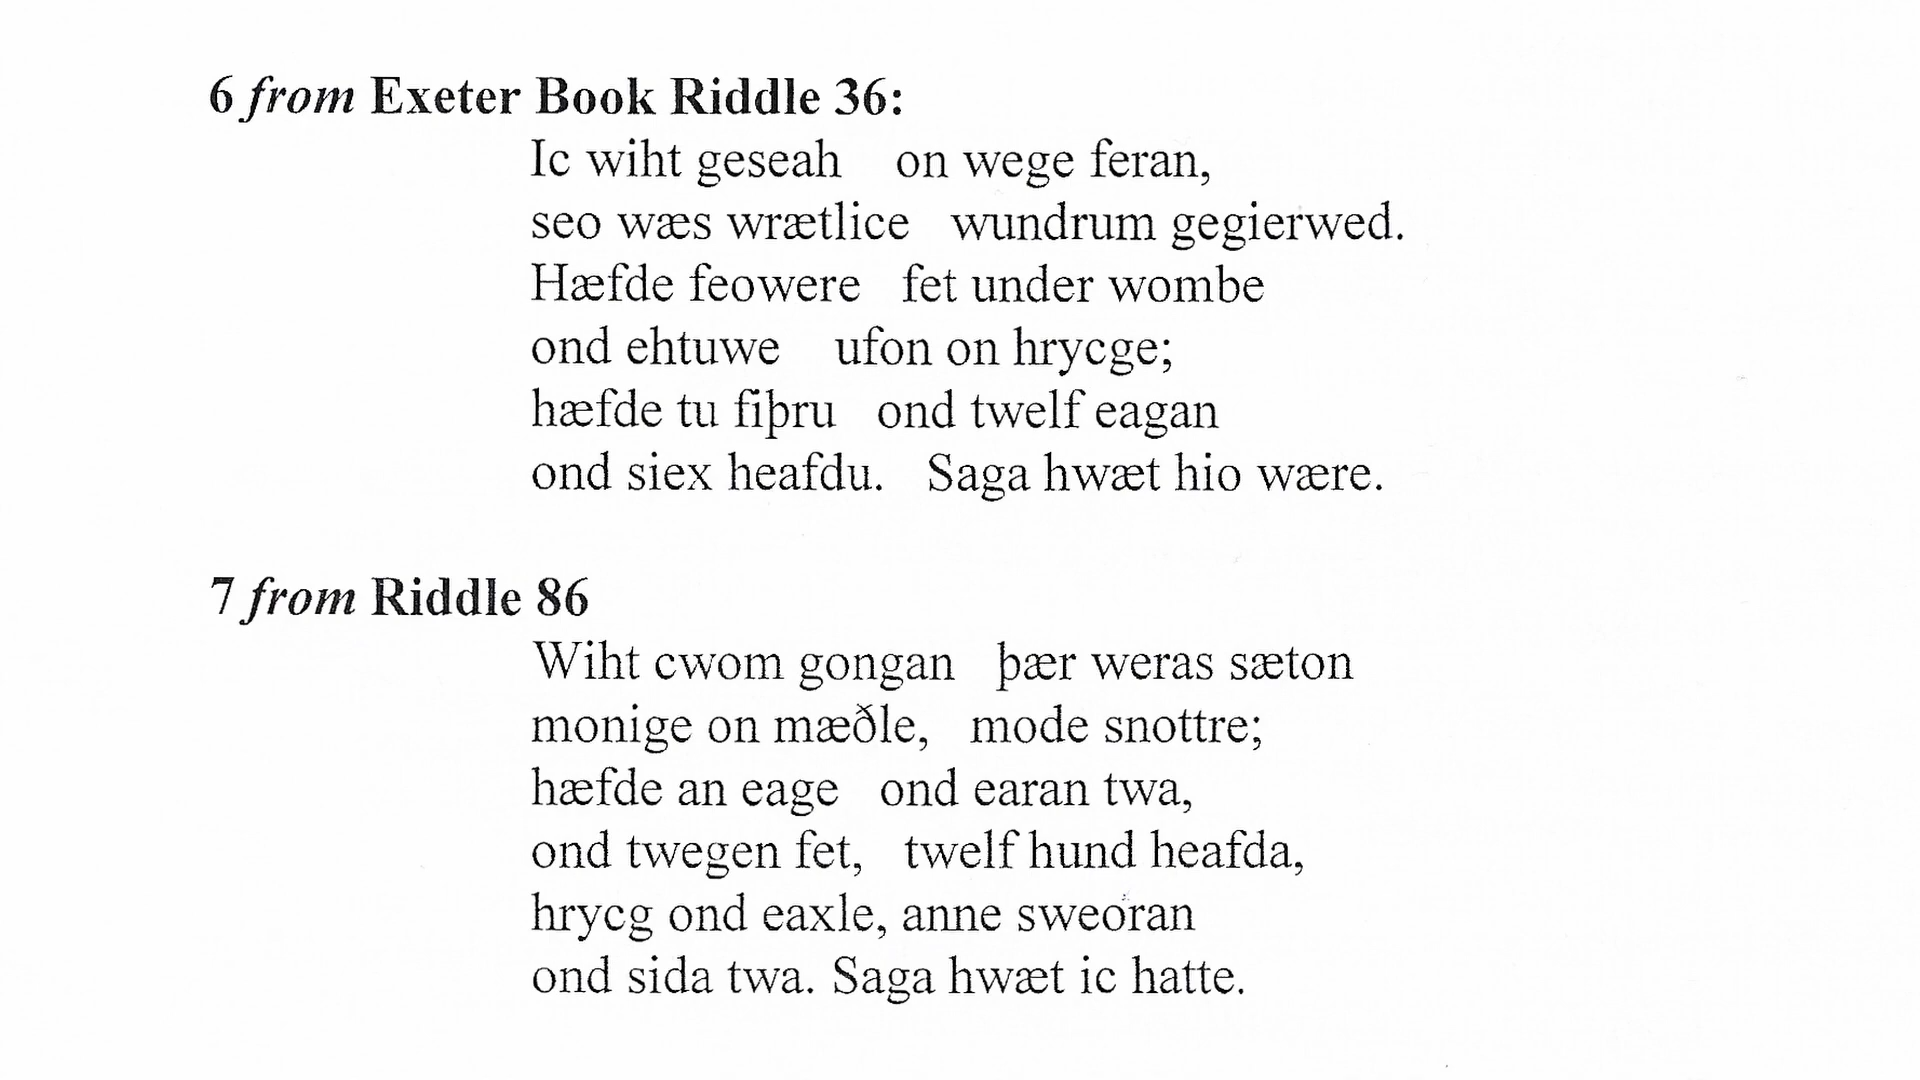 6 from Exeter Book Riddle 36:
Ic wiht geseah on wege feran,
seo wæs wrætlice wundrum gegierwed.
Hæfde feowere fet under wombe
ond ehtuwe ufon on hrycge;
hæfde tu fiþru ond twelf eagan
ond siex heafdu. Saga hwæt hio wære.
7 from Riddle 86
Wiht cwom gongan þær weras sæton
monige on mæðle, mode snottre;
hæfde an eage ond earan twa,
ond twegen fet, twelf hund heafda,
hrycg ond eaxle, anne sweoran
ond sida twa. Saga hwæt ic hatte.